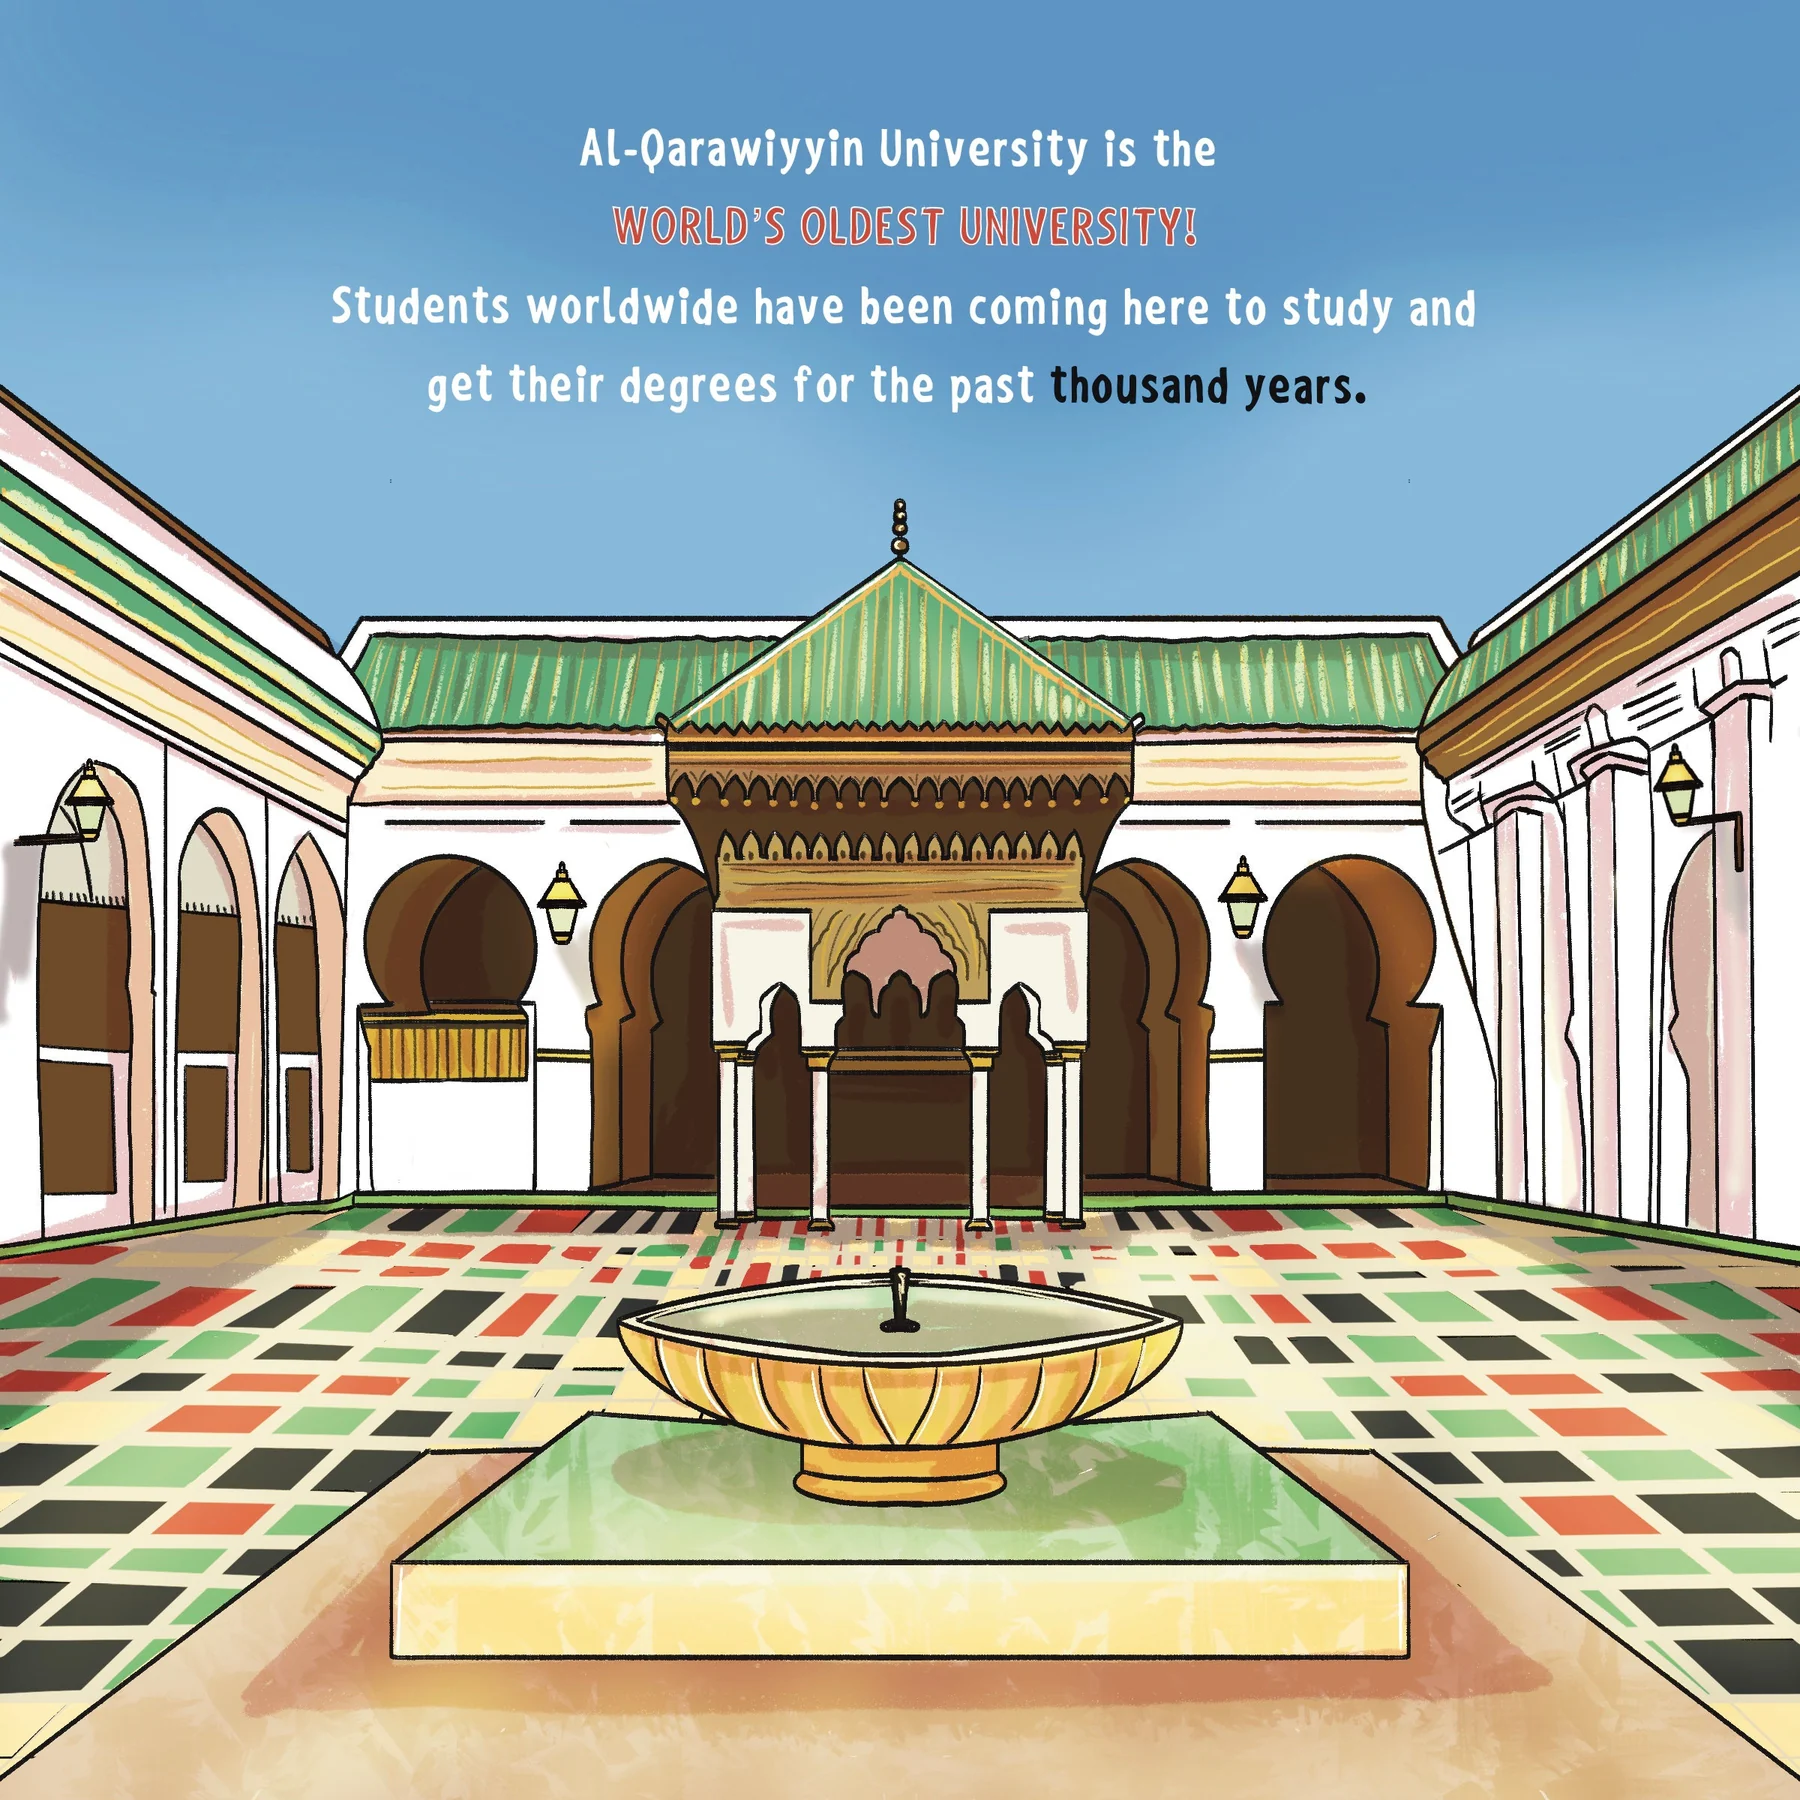 Al-Qarawiyyin University is the
WORLD'S OLDEST UNIVERSITY!
Students worldwide have been coming here to study and
get their degrees for the past thousand years.